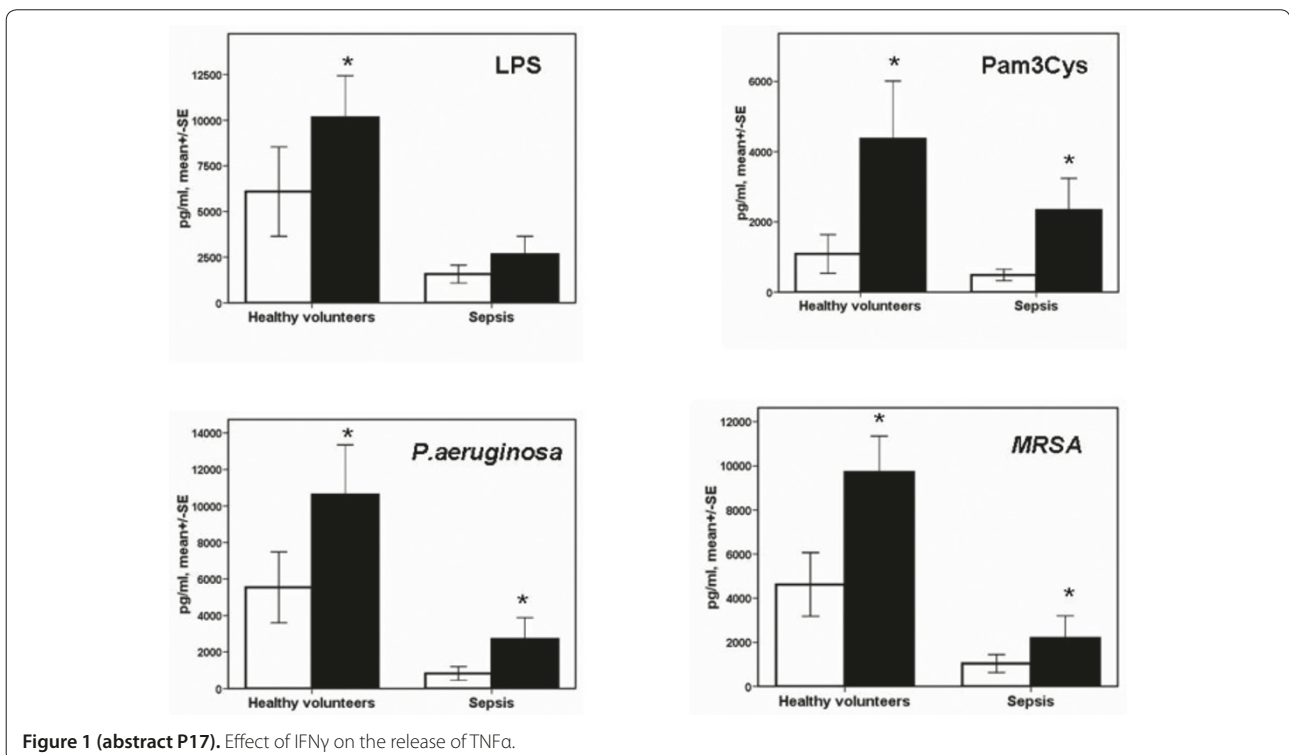 LPS
*
12500
10000
7500
5000
2500
0
pg/ml, mean+/-SE
Healthy volunteers
Sepsis
Pam3Cys
*
*
6000
4000
2000
0
pg/ml, mean+/-SE
Healthy volunteers
Sepsis
P.aeruginosa
*
*
14000
12000
10000
8000
6000
4000
2000
0
pg/ml, mean+/-SE
Healthy volunteers
Sepsis
MRSA
*
*
12000
10000
8000
6000
4000
2000
0
pg/ml, mean+/-SE
Healthy volunteers
Sepsis
Figure 1 (abstract P17). Effect of IFNγ on the release of TNFα.